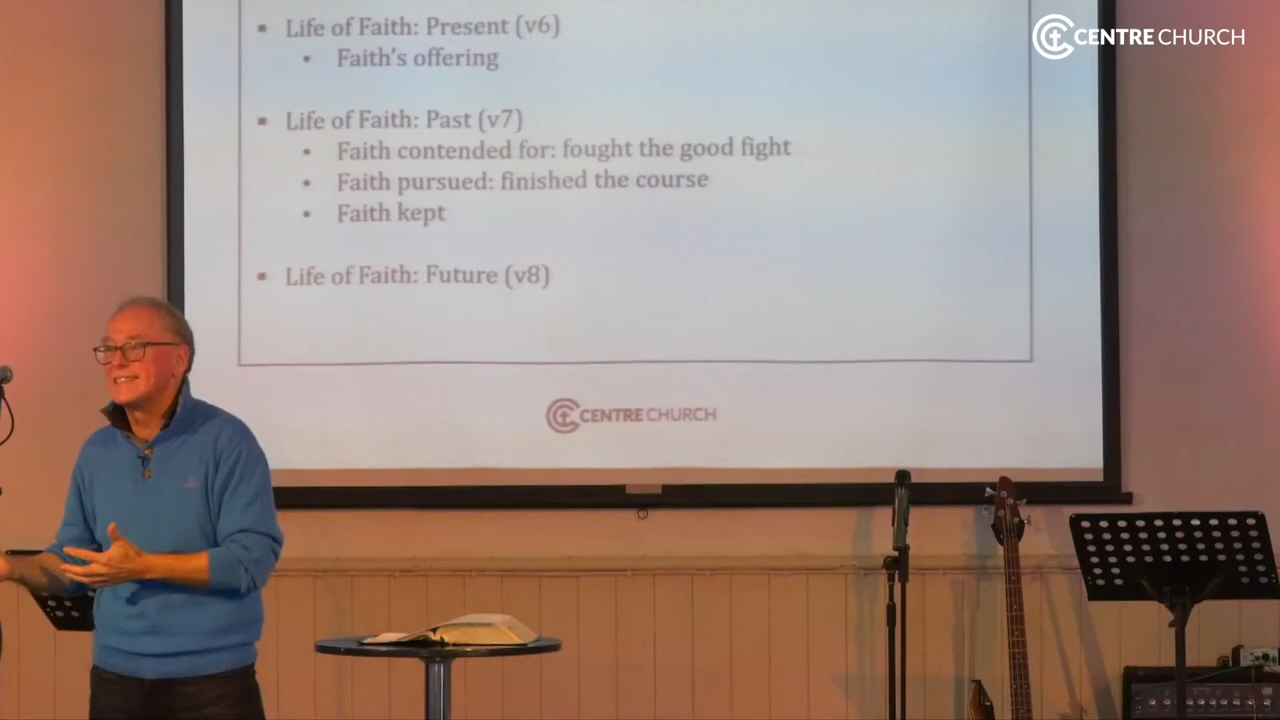 ▪ Life of Faith: Present (v6)
• Faith's offering
▪ Life of Faith: Past (v7)
• Faith contended for: fought the good fight
• Faith pursued: finished the course
• Faith kept
▪ Life of Faith: Future (v8)
CENTRE CHURCH
CENTRE CHURCH